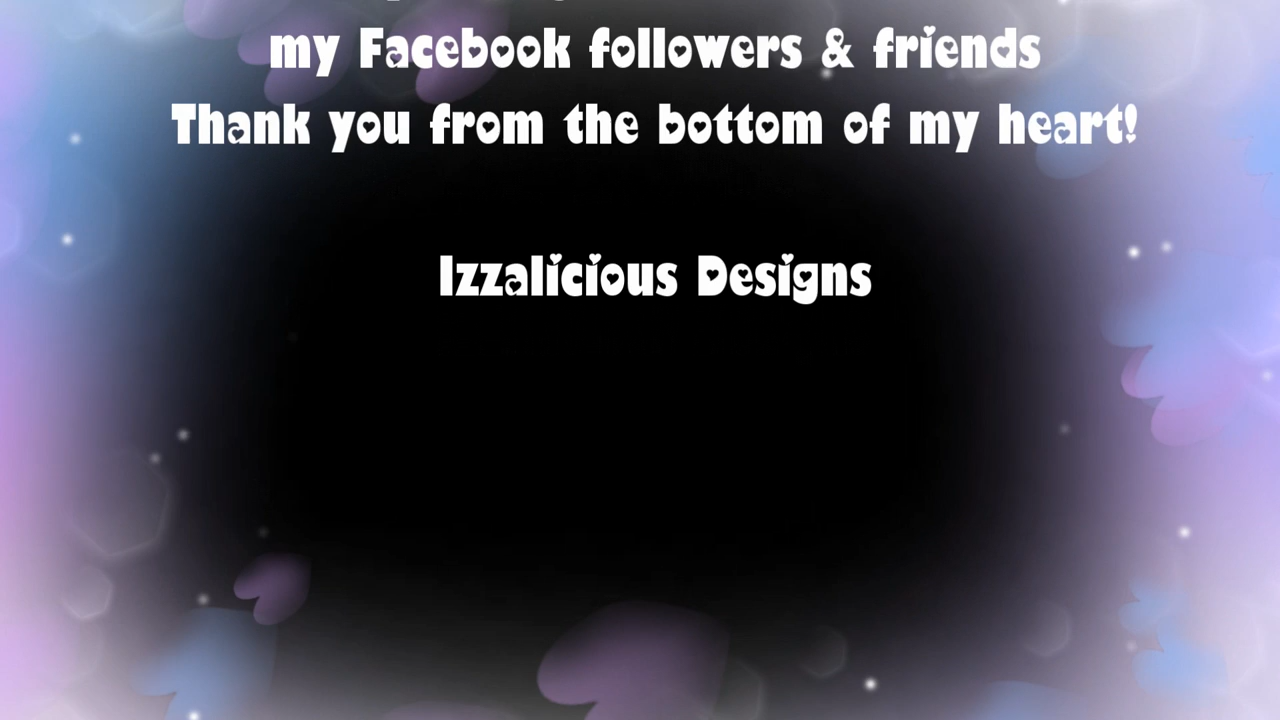 my Facebook followers & friends
Thank you from the bottom of my heart!
Izzalicious Designs